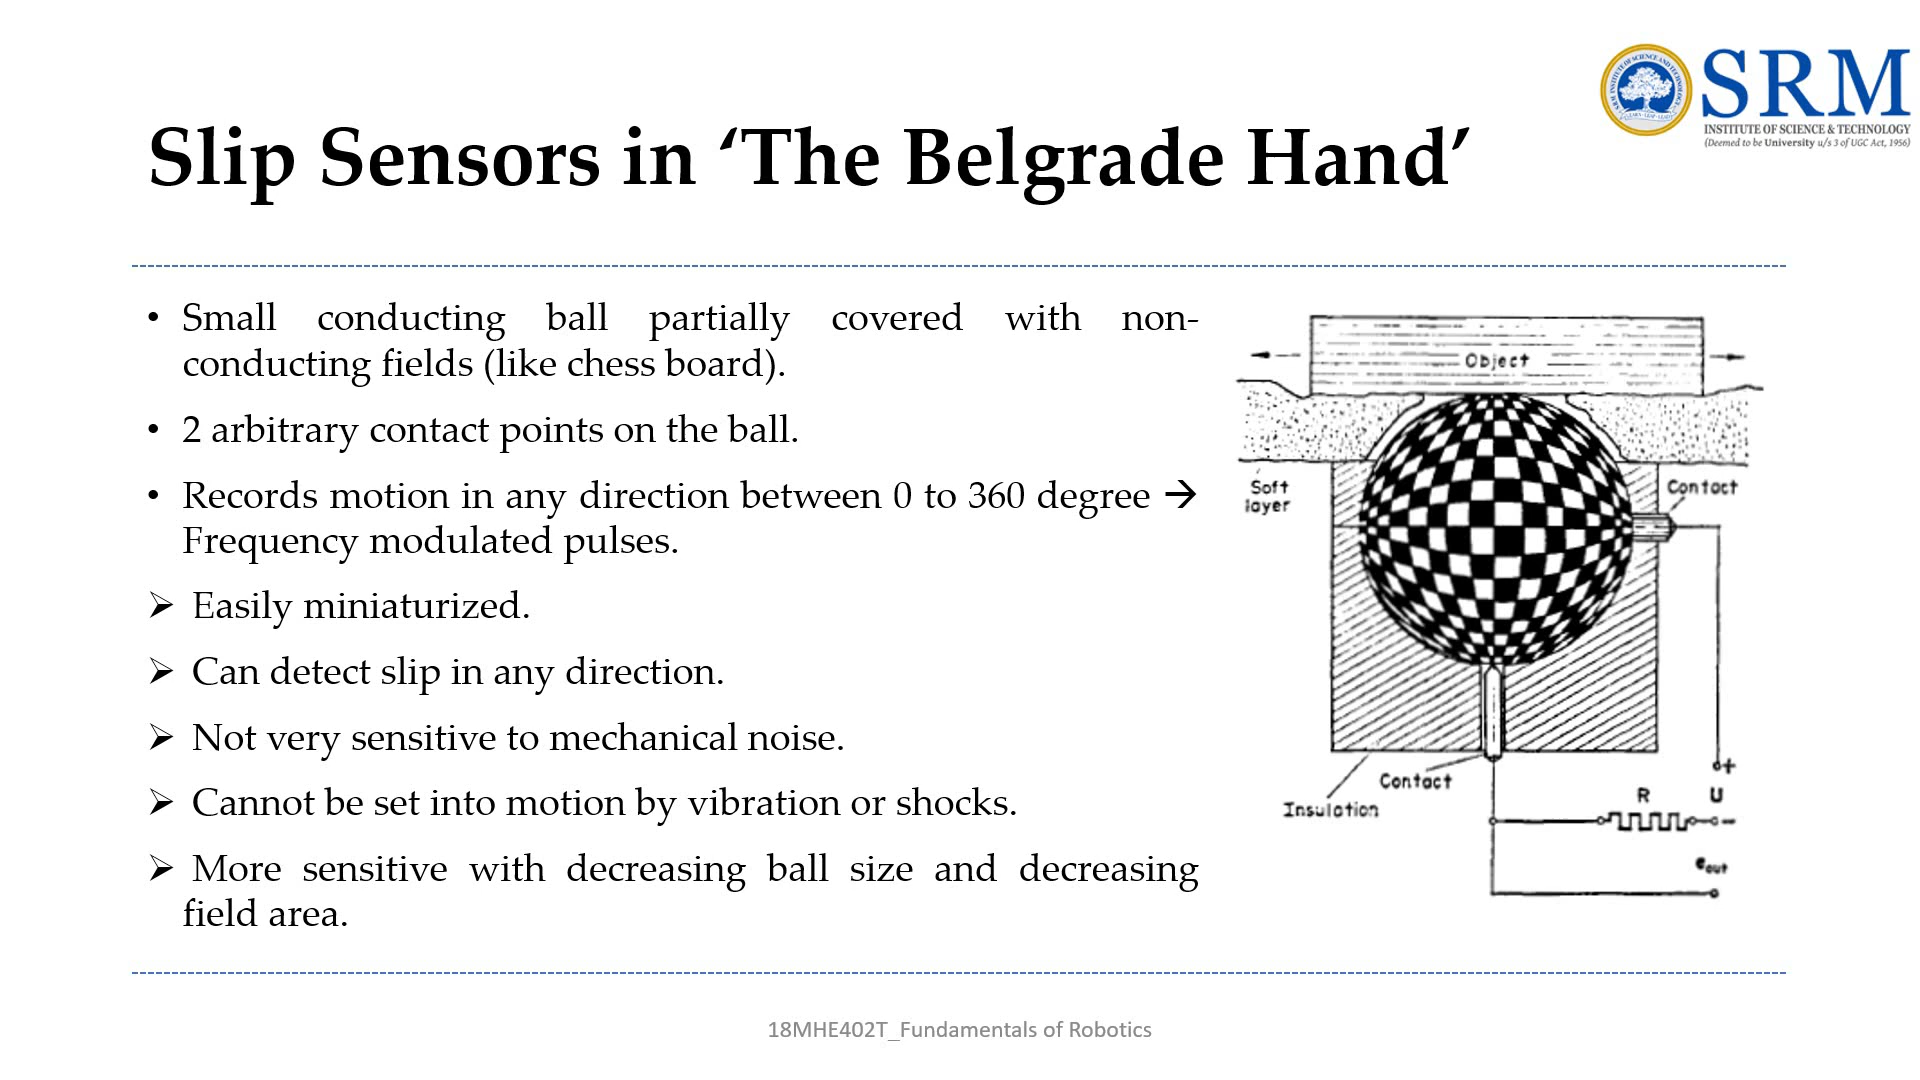 SRM
INSTITUTE OF SCIENCE & TECHNOLOGY
(Deemed to be University u/s 3 of UGC Act, 1956)
Slip Sensors in ‘The Belgrade Hand’
• Small conducting ball partially covered with non-
conducting fields (like chess board).
• 2 arbitrary contact points on the ball.
• Records motion in any direction between 0 to 360 degree →
Frequency modulated pulses.
➢ Easily miniaturized.
➢ Can detect slip in any direction.
➢ Not very sensitive to mechanical noise.
➢ Cannot be set into motion by vibration or shocks.
➢ More sensitive with decreasing ball size and decreasing
field area.
Object
Soft
layer
Contact
Contact
Insulation
+
R
U
−
eout
18MHE402T_Fundamentals of Robotics